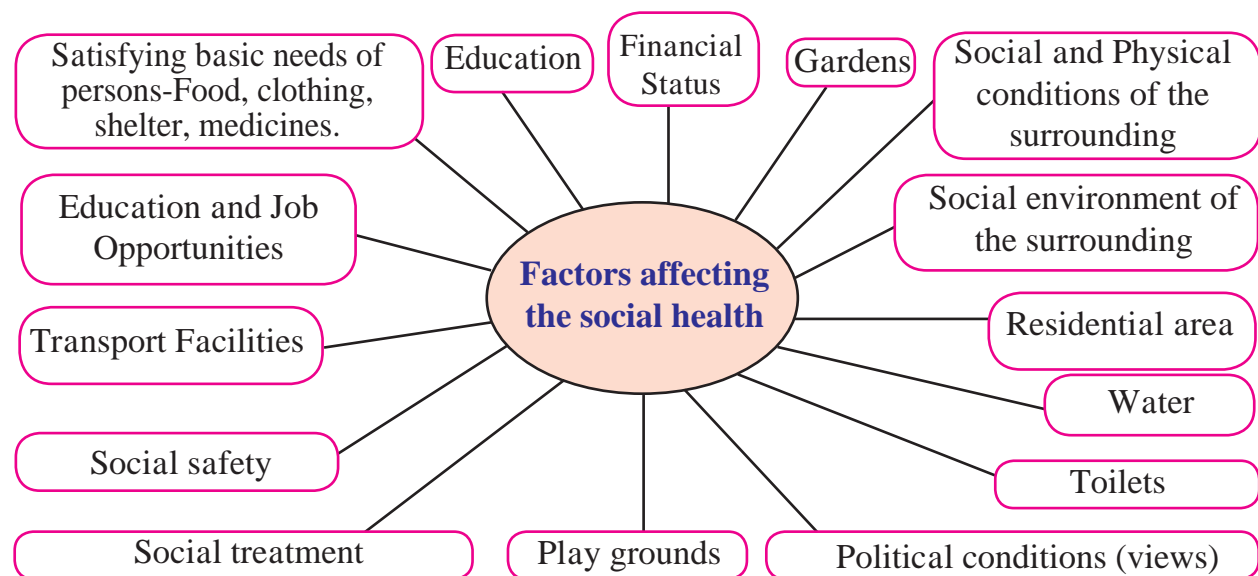 Satisfying basic needs of
persons-Food, clothing,
shelter, medicines.
Education
Financial
Status
Gardens
Social and Physical
conditions of the
surrounding
Education and Job
Opportunities
Social environment of
the surrounding
Factors affecting
the social health
Transport Facilities
Residential area
Water
Social safety
Toilets
Social treatment
Play grounds
Political conditions (views)